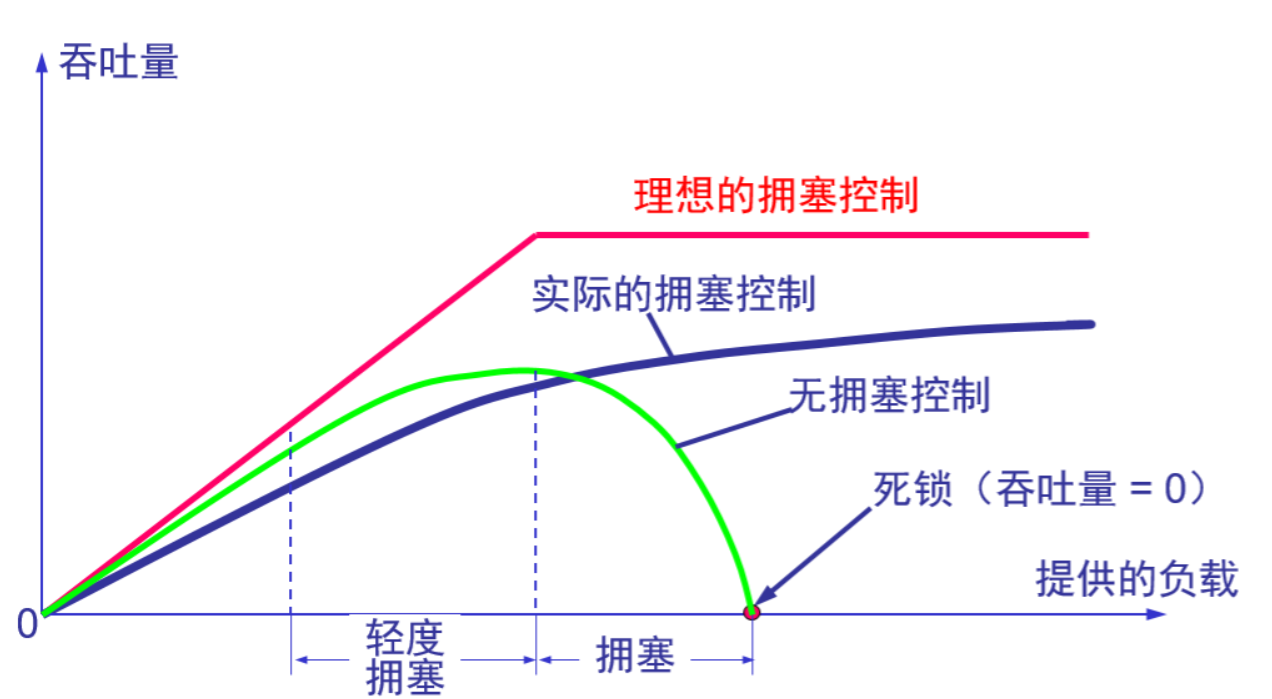 吞吐量
理想的拥塞控制
实际的拥塞控制
无拥塞控制
死锁（吞吐量 = 0）
提供的负载
0
轻度
拥塞
拥塞